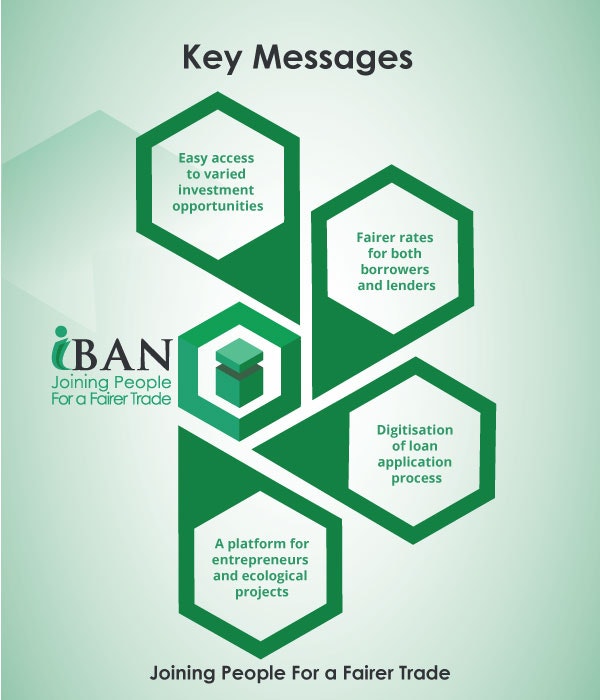 Key Messages
Easy access
to varied
investment
opportunities
Fairer rates
for both
borrowers
and lenders
iBAN
Joining People
For a Fairer Trade
Digitisation
of loan
application
process
A platform for
entrepreneurs
and ecological
projects
Joining People For a Fairer Trade